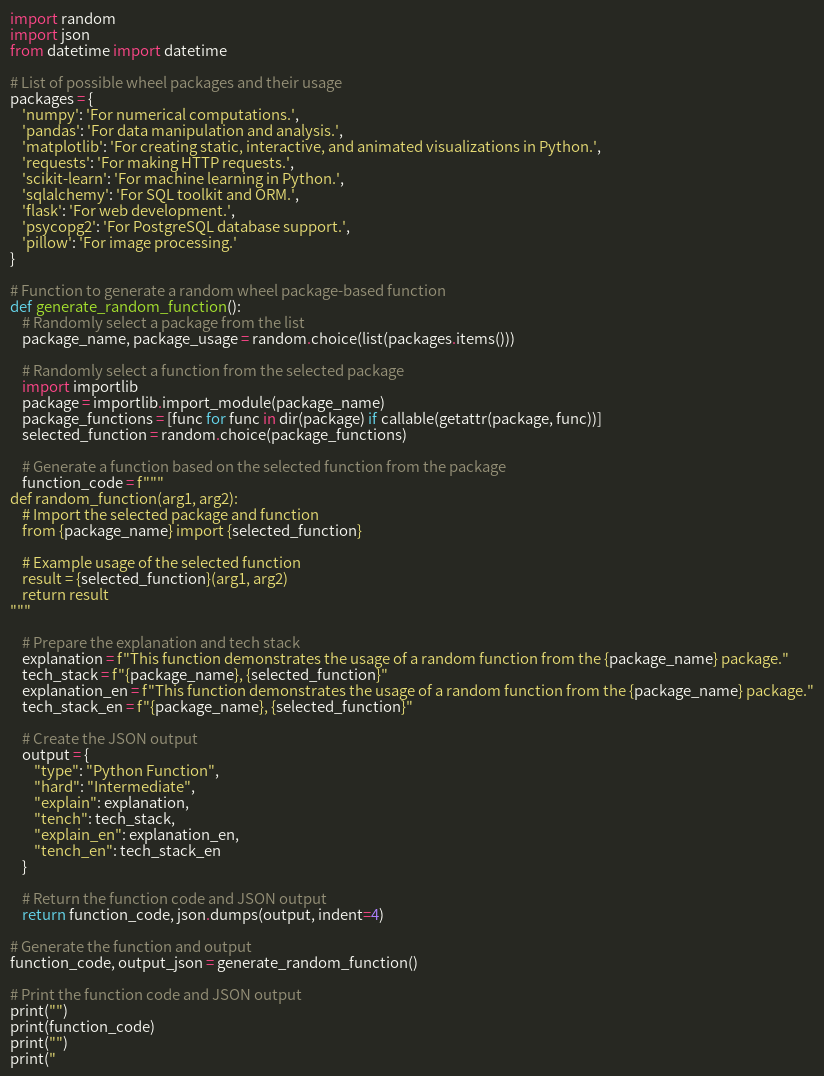 import random
import json
from datetime import datetime

# List of possible wheel packages and their usage
packages = {
    'numpy': 'For numerical computations.',
    'pandas': 'For data manipulation and analysis.',
    'matplotlib': 'For creating static, interactive, and animated visualizations in Python.',
    'requests': 'For making HTTP requests.',
    'scikit-learn': 'For machine learning in Python.',
    'sqlalchemy': 'For SQL toolkit and ORM.',
    'flask': 'For web development.',
    'psycopg2': 'For PostgreSQL database support.',
    'pillow': 'For image processing.'
}

# Function to generate a random wheel package-based function
def generate_random_function():
    # Randomly select a package from the list
    package_name, package_usage = random.choice(list(packages.items()))

    # Randomly select a function from the selected package
    import importlib
    package = importlib.import_module(package_name)
    package_functions = [func for func in dir(package) if callable(getattr(package, func))]
    selected_function = random.choice(package_functions)

    # Generate a function based on the selected function from the package
    function_code = f"""
def random_function(arg1, arg2):
    # Import the selected package and function
    from {package_name} import {selected_function}

    # Example usage of the selected function
    result = {selected_function}(arg1, arg2)
    return result
"""

    # Prepare the explanation and tech stack
    explanation = f"This function demonstrates the usage of a random function from the {package_name} package."
    tech_stack = f"{package_name}, {selected_function}"
    explanation_en = f"This function demonstrates the usage of a random function from the {package_name} package."
    tech_stack_en = f"{package_name}, {selected_function}"

    # Create the JSON output
    output = {
        "type": "Python Function",
        "hard": "Intermediate",
        "explain": explanation,
        "tench": tech_stack,
        "explain_en": explanation_en,
        "tench_en": tech_stack_en
    }

    # Return the function code and JSON output
    return function_code, json.dumps(output, indent=4)

# Generate the function and output
function_code, output_json = generate_random_function()

# Print the function code and JSON output
print("")
print(function_code)
print("")
print("